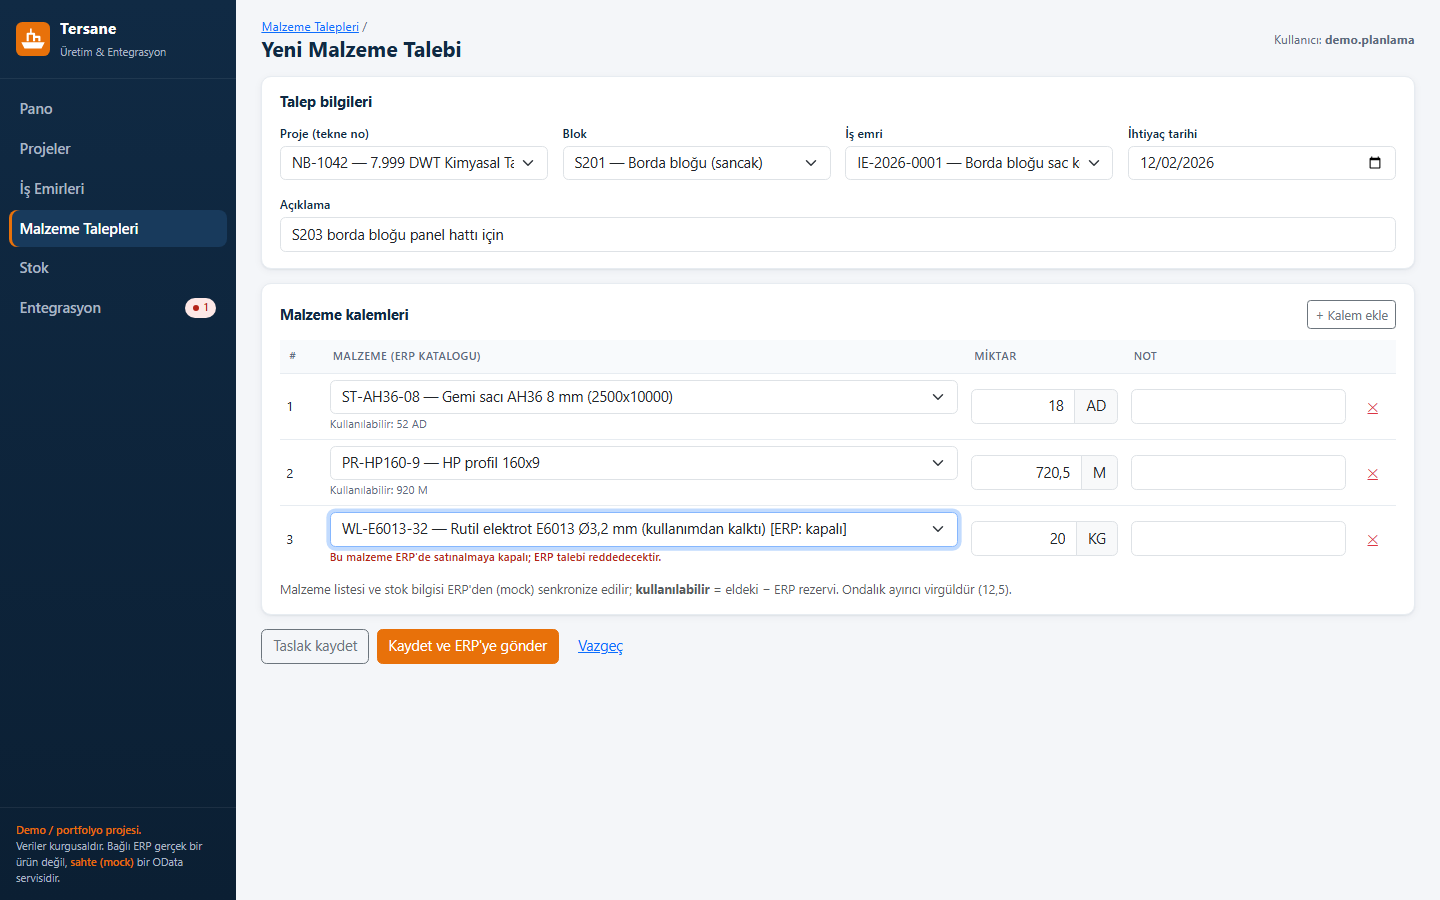 Tersane
Üretim & Entegrasyon
Pano
Projeler
İş Emirleri
Malzeme Talepleri
Stok
Entegrasyon 1
Demo / portfolyo projesi.
Veriler kurgusaldır. Bağlı ERP gerçek bir
ürün değil, sahte (mock) bir OData
servisidir.
Malzeme Talepleri /
Yeni Malzeme Talebi
Kullanıcı: demo.planlama
Talep bilgileri
Proje (tekne no) Blok İş emri İhtiyaç tarihi
NB-1042 — 7.999 DWT Kimyasal Ta S201 — Borda bloğu (sancak) IE-2026-0001 — Borda bloğu sac k 12/02/2026
Açıklama
S203 borda bloğu panel hattı için
Malzeme kalemleri + Kalem ekle
# MALZEME (ERP KATALOGU) MİKTAR NOT
1 ST-AH36-08 — Gemi sacı AH36 8 mm (2500x10000) 18 AD ×
Kullanılabilir: 52 AD
2 PR-HP160-9 — HP profil 160x9 720,5 M ×
Kullanılabilir: 920 M
3 WL-E6013-32 — Rutil elektrot E6013 Ø3,2 mm (kullanımdan kalktı) [ERP: kapalı] 20 KG ×
Bu malzeme ERP'de satınalmaya kapalı; ERP talebi reddedecektir.
Malzeme listesi ve stok bilgisi ERP'den (mock) senkronize edilir; kullanılabilir = eldeki − ERP rezervi. Ondalık ayırıcı virgüldür (12,5).
Taslak kaydet Kaydet ve ERP'ye gönder Vazgeç